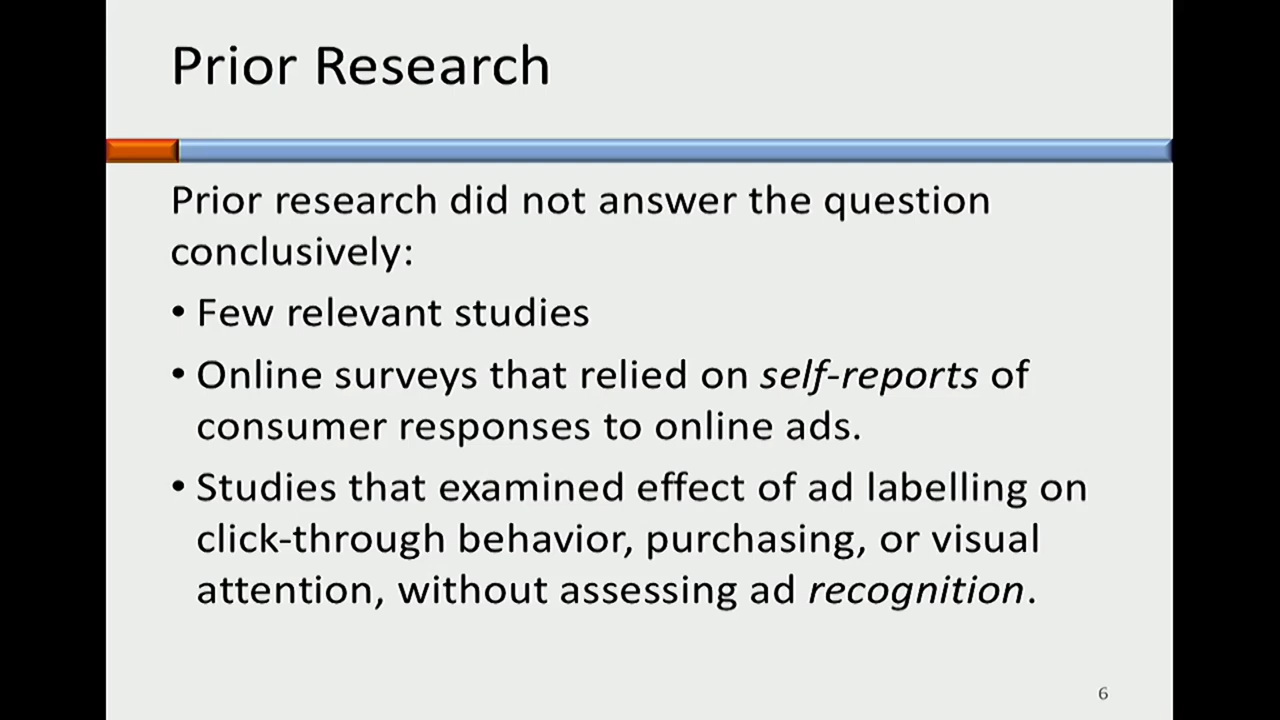 Prior Research
Prior research did not answer the question
conclusively:
• Few relevant studies
• Online surveys that relied on self-reports of
consumer responses to online ads.
• Studies that examined effect of ad labelling on
click-through behavior, purchasing, or visual
attention, without assessing ad recognition.
6